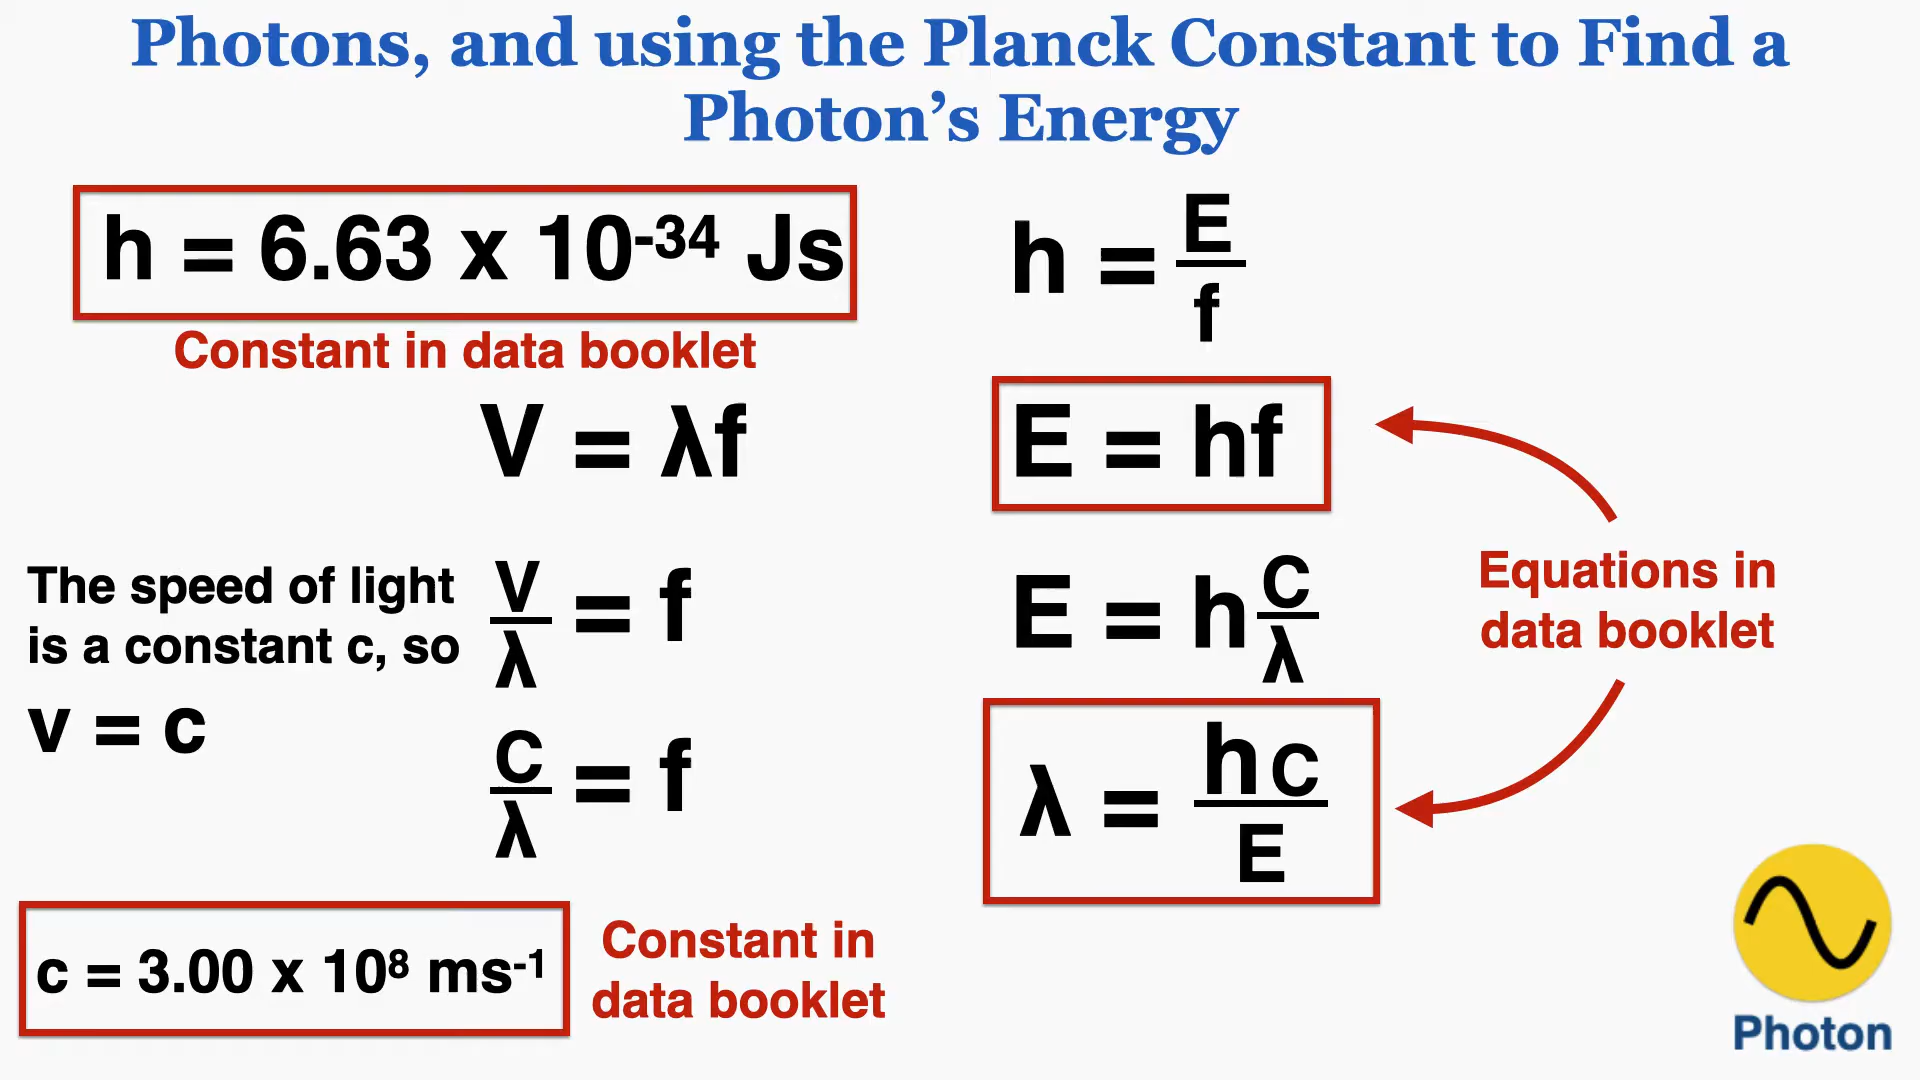 Photons, and using the Planck Constant to Find a
Photon’s Energy
h = 6.63 x 10⁻³⁴ Js
Constant in data booklet
V = λf
The speed of light
is a constant c, so
v = c
V/λ = f
C/λ = f
c = 3.00 x 10⁸ ms⁻¹
Constant in
data booklet
h = E/f
E = hf
E = h C/λ
λ = hc/E
Equations in
data booklet
Photon